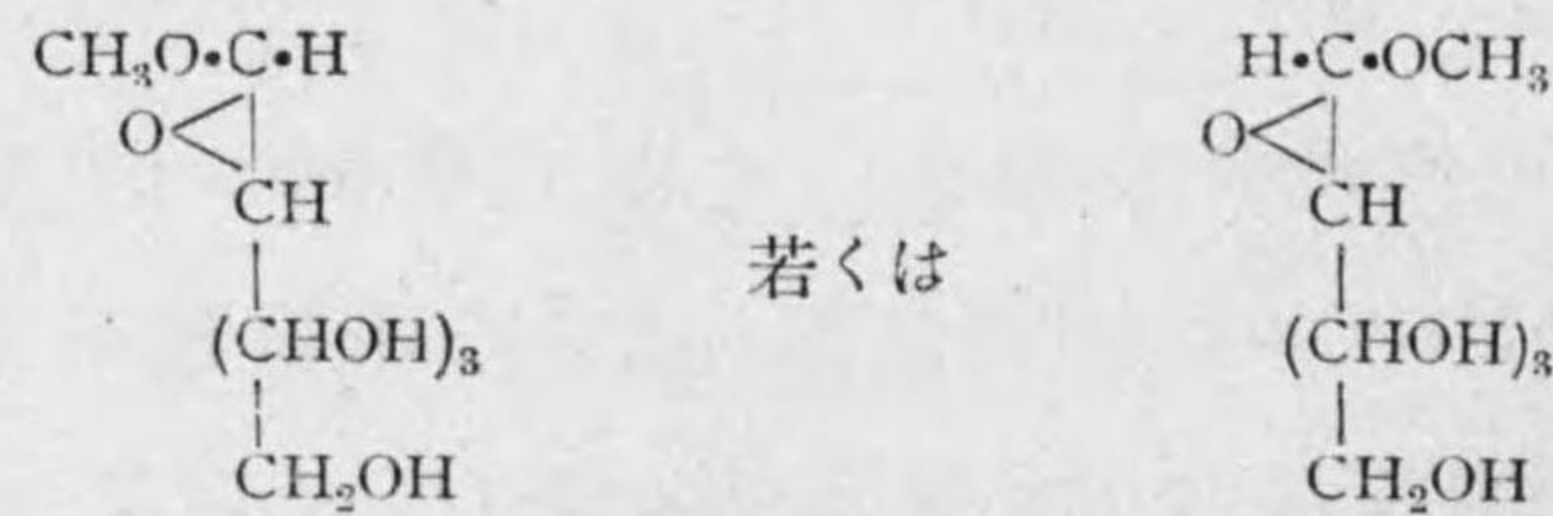 CH₃O•C•H H•C•OCH₃
O O
CH CH
若くは
(CHOH)₃ (CHOH)₃
CH₂OH CH₂OH